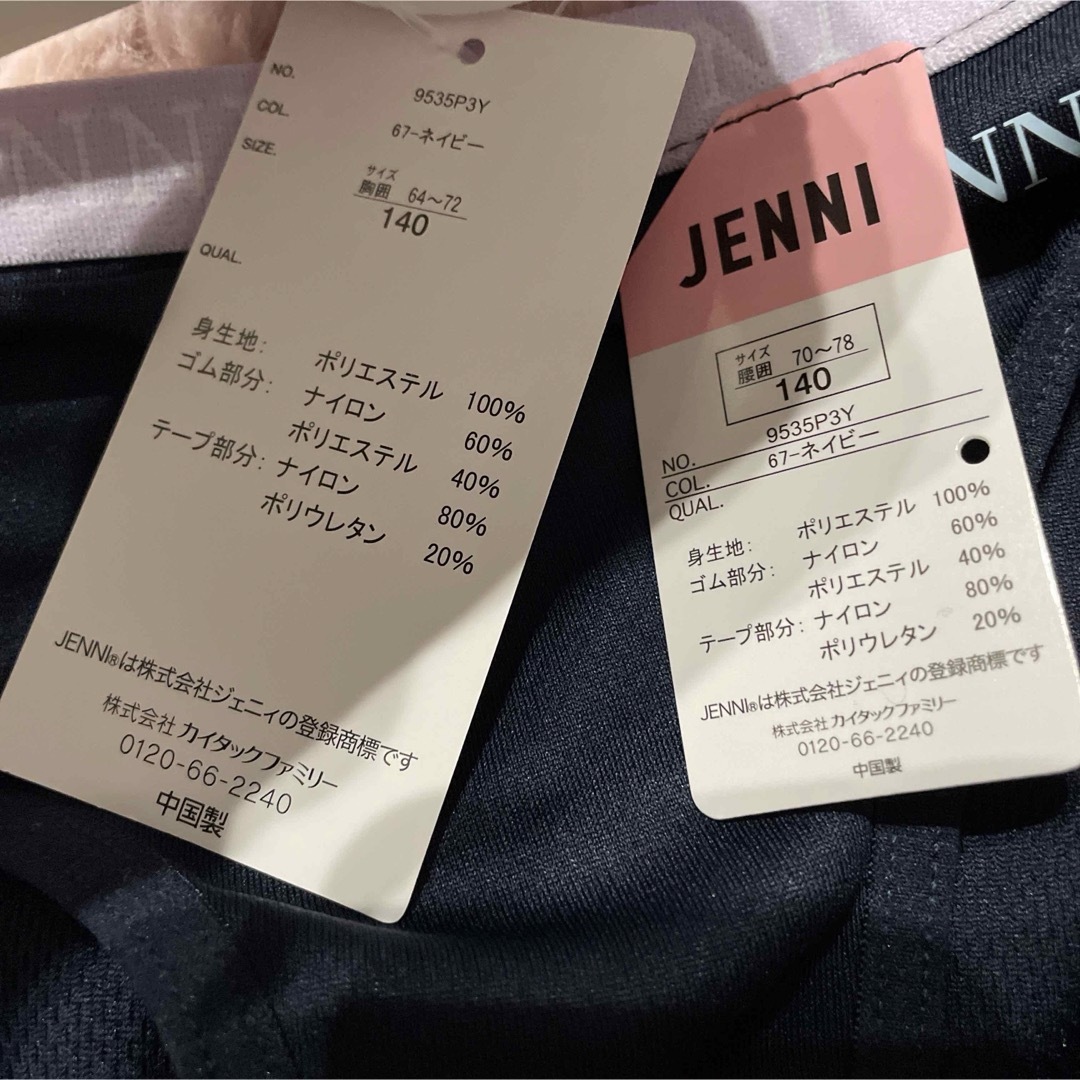 NO. 9535P3Y
COL. 67-ネイビー
SIZE. サイズ
胸囲 64〜72
140
QUAL.
身生地: ポリエステル 100%
ゴム部分: ナイロン 60%
ポリエステル 40%
テープ部分: ナイロン 80%
ポリウレタン 20%
JENNI®は株式会社ジェニィの登録商標です
株式会社 カイタックファミリー
0120-66-2240
中国製
JENNI
サイズ
腰囲 70〜78
140
NO. 9535P3Y
COL. 67-ネイビー
QUAL.
身生地: ポリエステル 100%
ゴム部分: ナイロン 60%
ポリエステル 40%
テープ部分: ナイロン 80%
ポリウレタン 20%
JENNI®は株式会社ジェニィの登録商標です
株式会社 カイタックファミリー
0120-66-2240
中国製